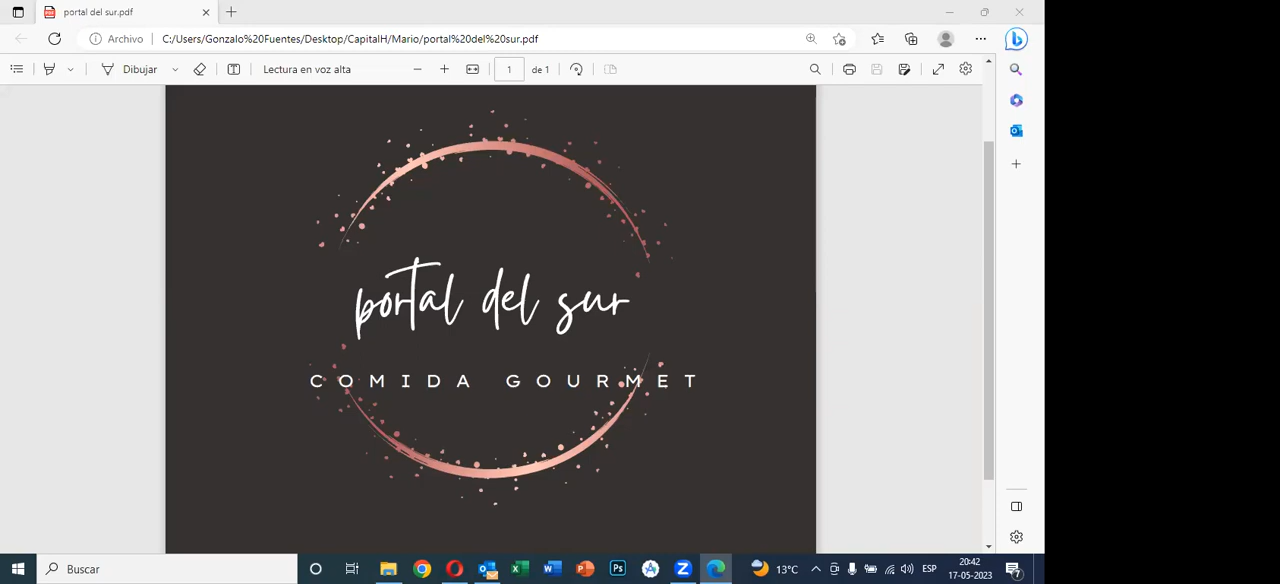 portal del sur.pdf
Archivo C:/Users/Gonzalo%20Fuentes/Desktop/CapitalH/Mario/portal%20del%20sur.pdf
Dibujar Lectura en voz alta 1 de 1
portal del sur
COMIDA GOURMET
Buscar 13°C ESP 20:42
17-05-2023 7